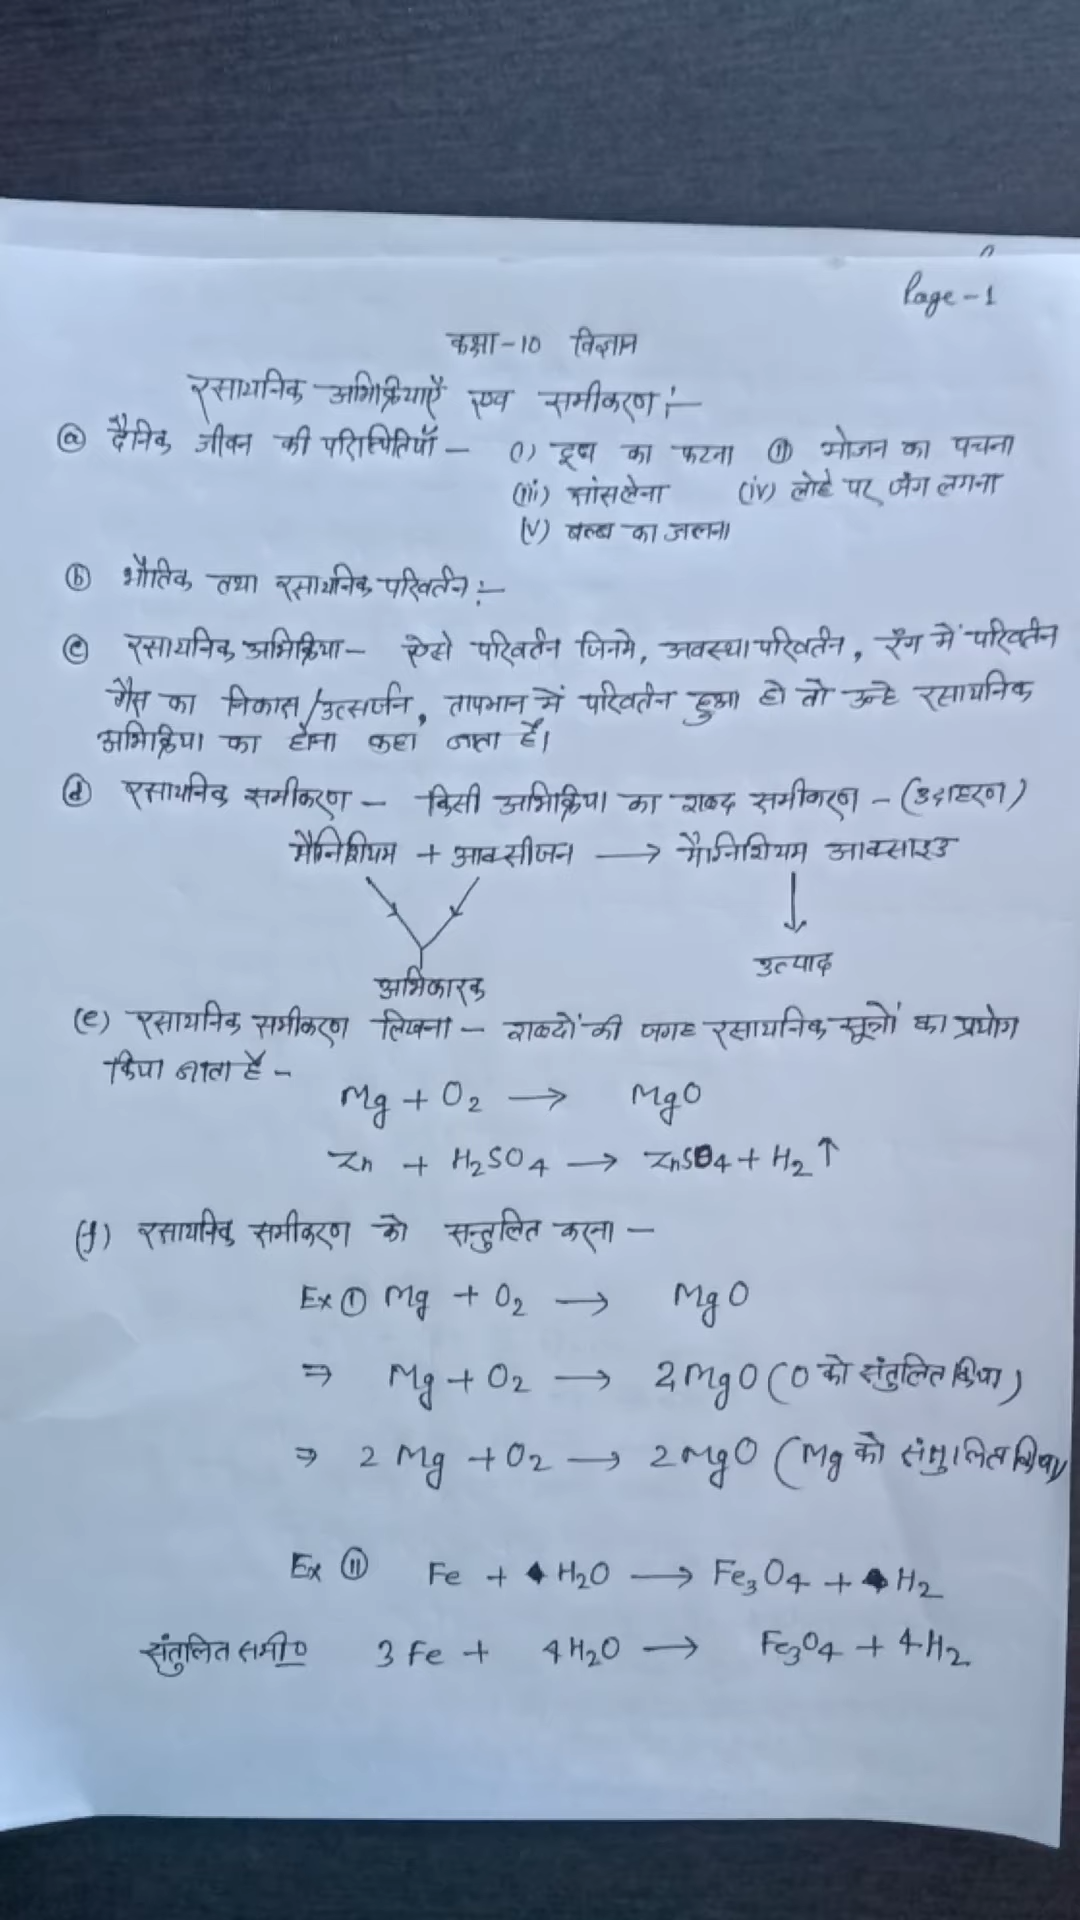 Page-1
कक्षा-10 विज्ञान
रसायनिक अभिक्रियाएँ एव समीकरण :-
(a) दैनिक जीवन की परिस्थितियाँ - (i) दूध का फटना (ii) भोजन का पचना
(iii) सांसलेना (iv) लोहे पर जंग लगना
(v) बल्ब का जलना
(b) भौतिक तथा रसायनिक परिवर्तन :-
(c) रसायनिक अभिक्रिया - ऐसे परिवर्तन जिनमे, अवस्था परिवर्तन, रंग में परिवर्तन
गैस का निकास/उत्सर्जन, तापमान में परिवर्तन हुआ हो तो उन्हे रसायनिक
अभिक्रिया का होना कहा जाता है।
(d) रसायनिक समीकरण - किसी अभिक्रिया का शब्द समीकरण - (उदाहरण)
मैग्निशियम + आक्सीजन → मैग्निशियम आक्साइड
अभिकारक उत्पाद
(e) रसायनिक समीकरण लिखना - शब्दों की जगह रसायनिक सूत्रों का प्रयोग
किया जाता है -
Mg + O₂ → MgO
Zn + H₂SO₄ → ZnSO₄ + H₂ ↑
(f) रसायनिक समीकरण को सन्तुलित करना -
Ex (i) Mg + O₂ → MgO
⇒ Mg + O₂ → 2MgO (O को संतुलित किया)
⇒ 2Mg + O₂ → 2MgO (Mg को संतुलित किया
Ex (ii) Fe + H₂O → Fe₃O₄ + H₂
संतुलित समी० 3Fe + 4H₂O → Fe₃O₄ + 4H₂